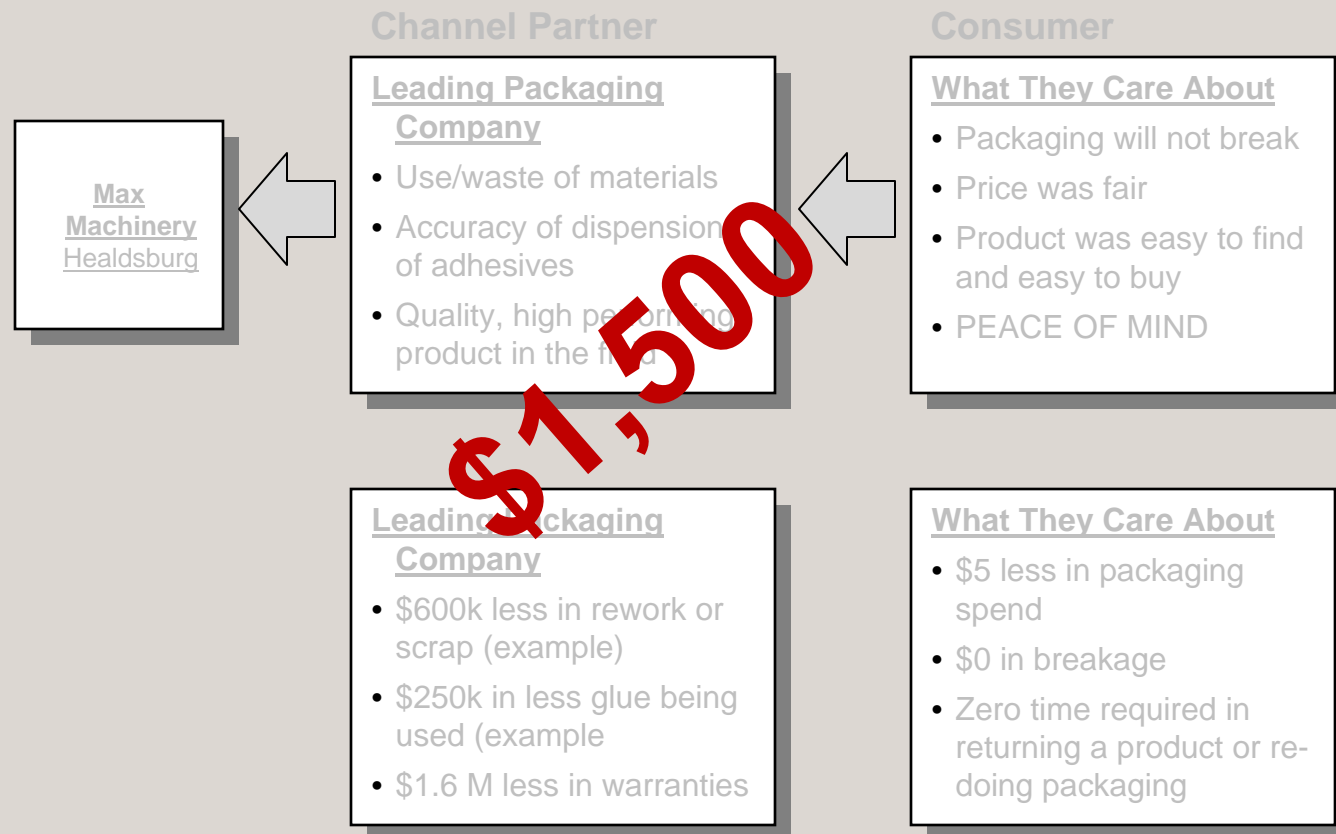 Channel Partner
Consumer
Max
Machinery
Healdsburg
Leading Packaging
Company
• Use/waste of materials
• Accuracy of dispension
of adhesives
• Quality, high performing
product in the field
What They Care About
• Packaging will not break
• Price was fair
• Product was easy to find
and easy to buy
• PEACE OF MIND
$1,500
Leading Packaging
Company
• $600k less in rework or
scrap (example)
• $250k in less glue being
used (example
• $1.6 M less in warranties
What They Care About
• $5 less in packaging
spend
• $0 in breakage
• Zero time required in
returning a product or re-
doing packaging